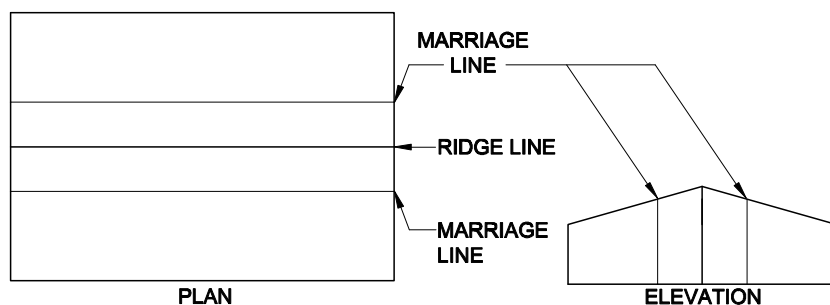 MARRIAGE
LINE
RIDGE LINE
MARRIAGE
LINE
PLAN
ELEVATION